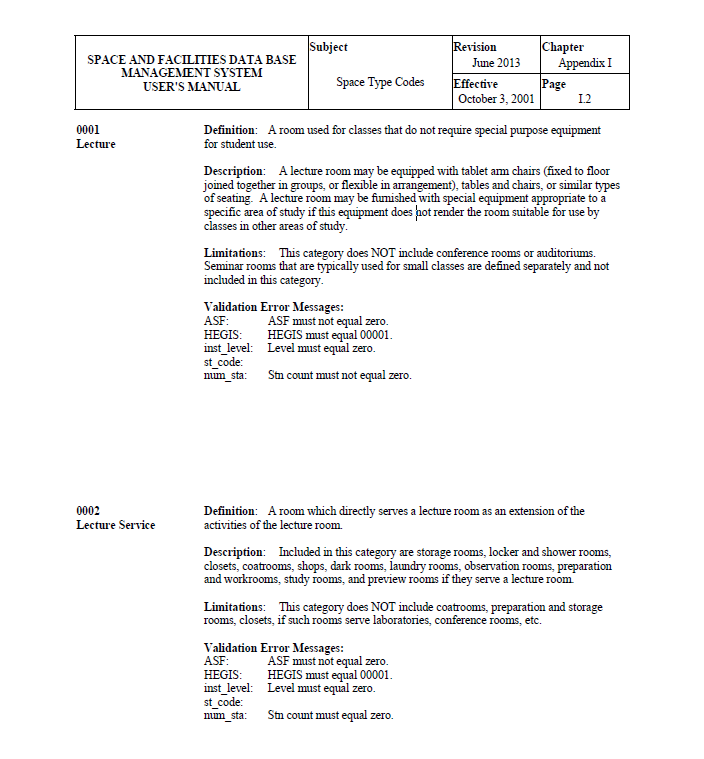 SPACE AND FACILITIES DATA BASE
MANAGEMENT SYSTEM
USER'S MANUAL
Subject
Space Type Codes
Revision
June 2013
Chapter
Appendix I
Effective
October 3, 2001
Page
I.2
0001
Lecture
Definition: A room used for classes that do not require special purpose equipment
for student use.
Description: A lecture room may be equipped with tablet arm chairs (fixed to floor
joined together in groups, or flexible in arrangement), tables and chairs, or similar types
of seating. A lecture room may be furnished with special equipment appropriate to a
specific area of study if this equipment does not render the room suitable for use by
classes in other areas of study.
Limitations: This category does NOT include conference rooms or auditoriums.
Seminar rooms that are typically used for small classes are defined separately and not
included in this category.
Validation Error Messages:
ASF: ASF must not equal zero.
HEGIS: HEGIS must equal 00001.
inst_level: Level must equal zero.
st_code:
num_sta: Stn count must not equal zero.
0002
Lecture Service
Definition: A room which directly serves a lecture room as an extension of the
activities of the lecture room.
Description: Included in this category are storage rooms, locker and shower rooms,
closets, coatrooms, shops, dark rooms, laundry rooms, observation rooms, preparation
and workrooms, study rooms, and preview rooms if they serve a lecture room.
Limitations: This category does NOT include coatrooms, preparation and storage
rooms, closets, if such rooms serve laboratories, conference rooms, etc.
Validation Error Messages:
ASF: ASF must not equal zero.
HEGIS: HEGIS must equal 00001.
inst_level: Level must equal zero.
st_code:
num_sta: Stn count must equal zero.